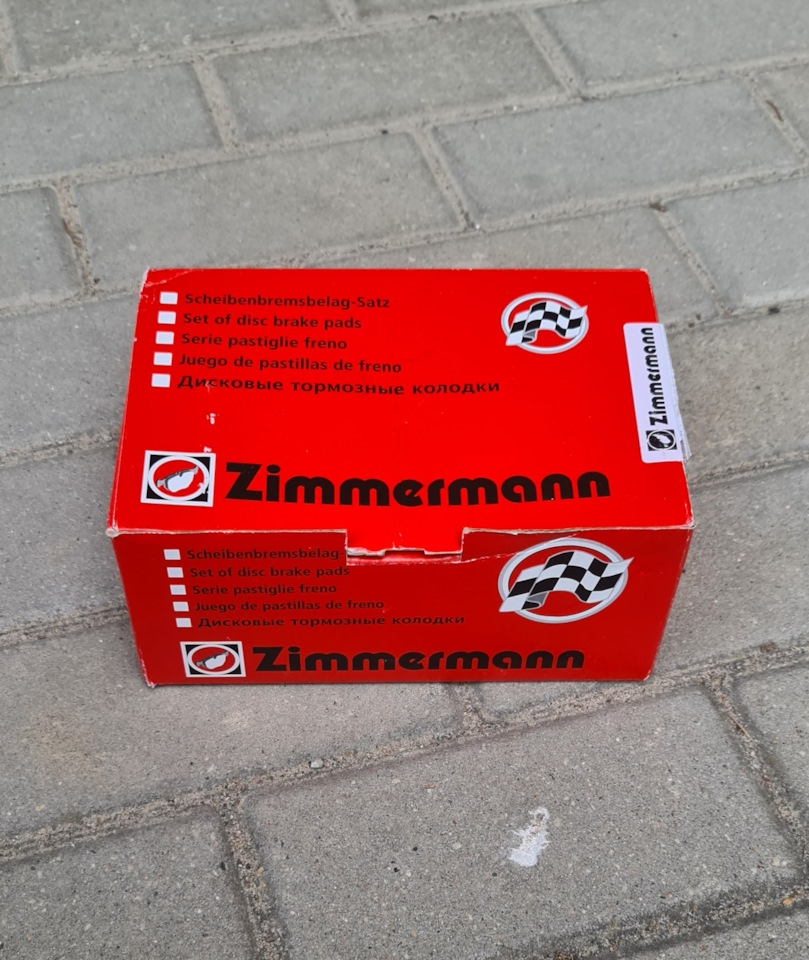 Scheibenbremsbelag-Satz
Set of disc brake pads
Serie pastiglie freno
Juego de pastillas de freno
Дисковые тормозные колодки
Zimmermann
Zimmermann
Scheibenbremsbelag-
Set of disc brake pads
Serie pastiglie freno
Juego de pastillas de freno
Дисковые тормозные колодки
Zimmermann